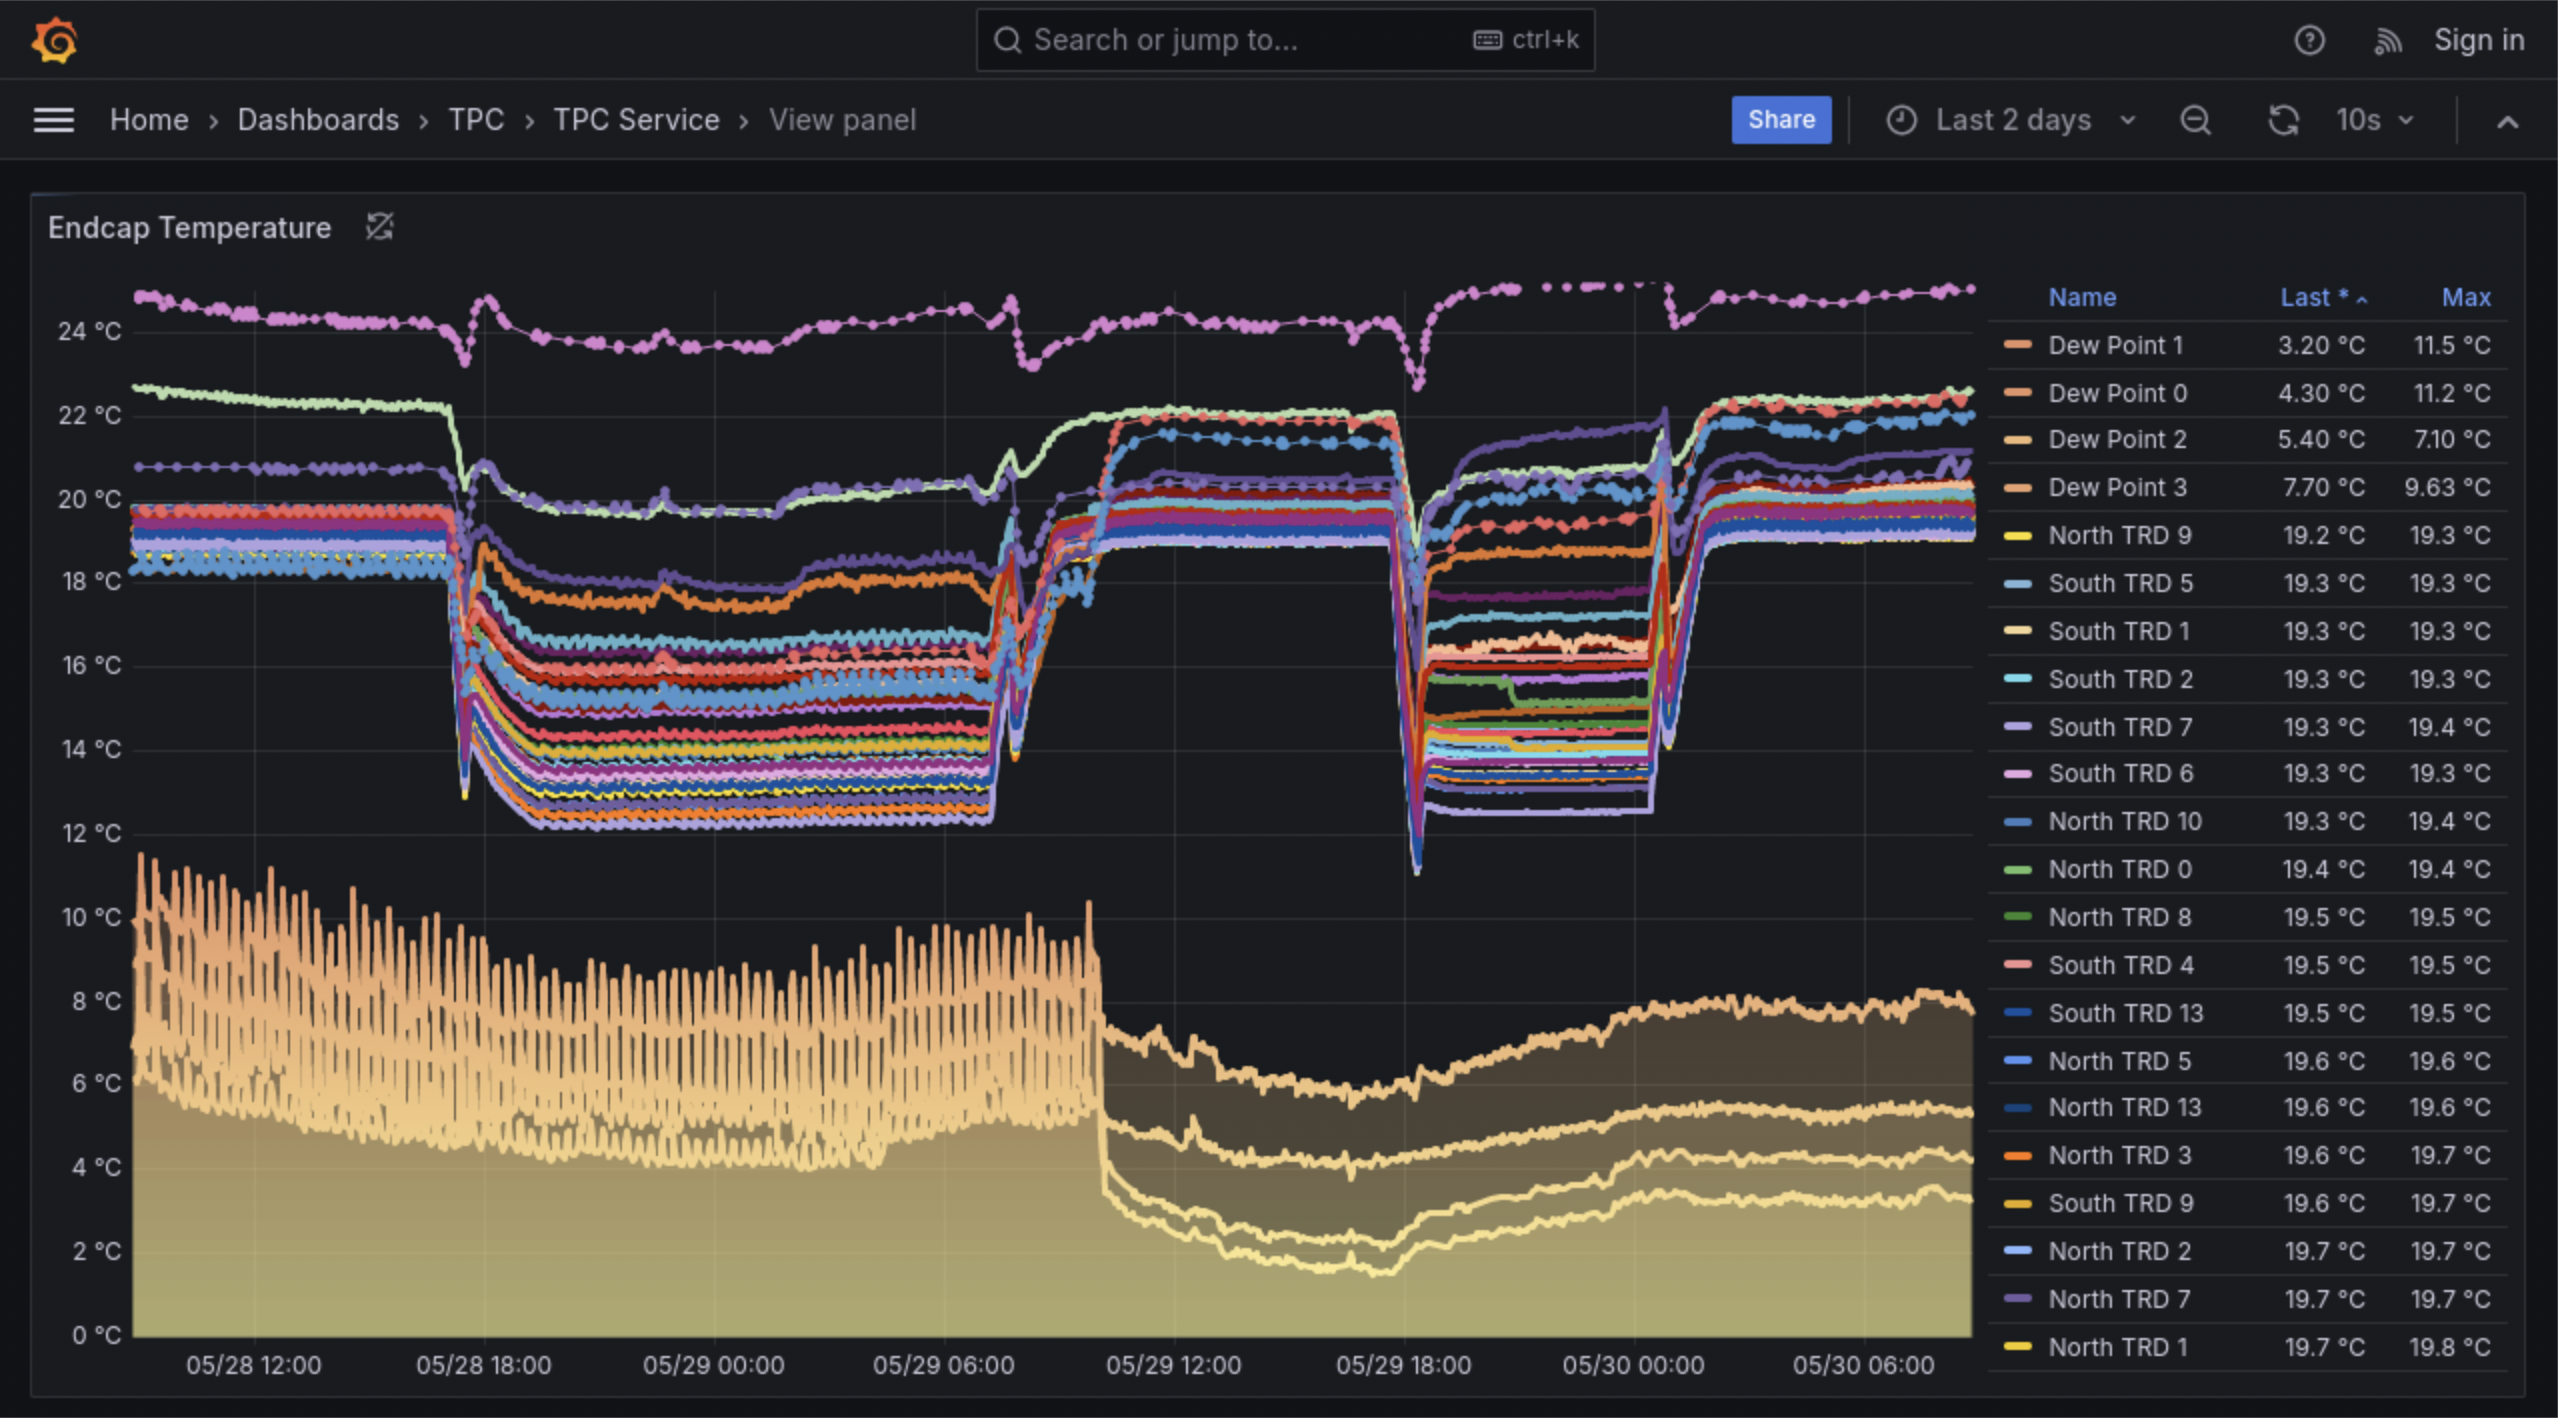 Search or jump to... ctrl+k Sign in
Home › Dashboards › TPC › TPC Service › View panel Share Last 2 days 10s
Endcap Temperature
Name Last * Max
Dew Point 1 3.20 °C 11.5 °C
Dew Point 0 4.30 °C 11.2 °C
Dew Point 2 5.40 °C 7.10 °C
Dew Point 3 7.70 °C 9.63 °C
North TRD 9 19.2 °C 19.3 °C
South TRD 5 19.3 °C 19.3 °C
South TRD 1 19.3 °C 19.3 °C
South TRD 2 19.3 °C 19.3 °C
South TRD 7 19.3 °C 19.4 °C
South TRD 6 19.3 °C 19.3 °C
North TRD 10 19.3 °C 19.4 °C
North TRD 0 19.4 °C 19.4 °C
North TRD 8 19.5 °C 19.5 °C
South TRD 4 19.5 °C 19.5 °C
South TRD 13 19.5 °C 19.5 °C
North TRD 5 19.6 °C 19.6 °C
North TRD 13 19.6 °C 19.6 °C
North TRD 3 19.6 °C 19.7 °C
South TRD 9 19.6 °C 19.7 °C
North TRD 2 19.7 °C 19.7 °C
North TRD 7 19.7 °C 19.7 °C
North TRD 1 19.7 °C 19.8 °C
24 °C
22 °C
20 °C
18 °C
16 °C
14 °C
12 °C
10 °C
8 °C
6 °C
4 °C
2 °C
0 °C
05/28 12:00 05/28 18:00 05/29 00:00 05/29 06:00 05/29 12:00 05/29 18:00 05/30 00:00 05/30 06:00